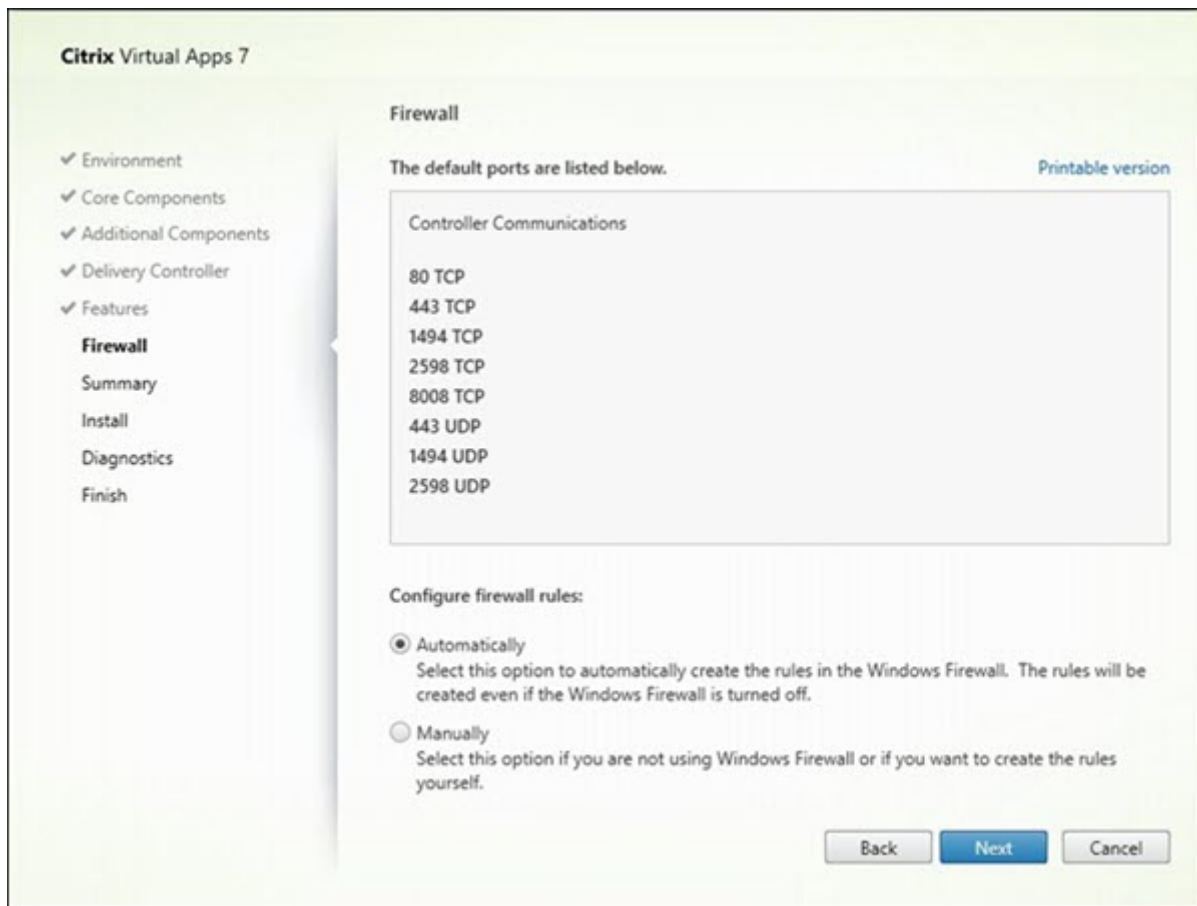 Citrix Virtual Apps 7
✔ Environment
✔ Core Components
✔ Additional Components
✔ Delivery Controller
✔ Features
Firewall
Summary
Install
Diagnostics
Finish
Firewall
The default ports are listed below.
Printable version
Controller Communications
80 TCP
443 TCP
1494 TCP
2598 TCP
8008 TCP
443 UDP
1494 UDP
2598 UDP
Configure firewall rules:
Automatically
Select this option to automatically create the rules in the Windows Firewall. The rules will be
created even if the Windows Firewall is turned off.
Manually
Select this option if you are not using Windows Firewall or if you want to create the rules
yourself.
Back
Next
Cancel